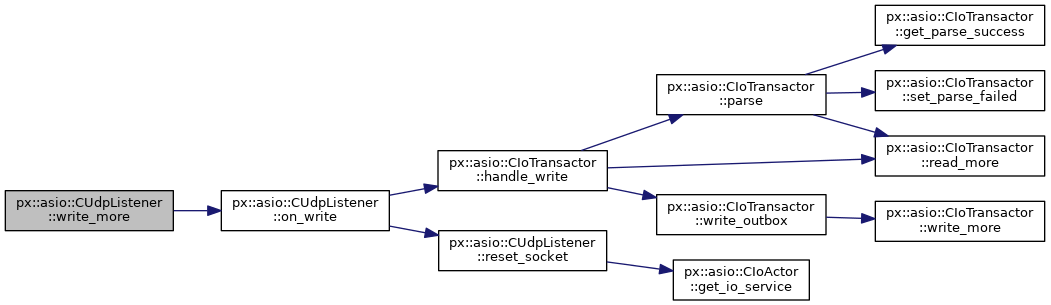 px::asio::CUdpListener
::write_more
px::asio::CUdpListener
::on_write
px::asio::CIoTransactor
::handle_write
px::asio::CUdpListener
::reset_socket
px::asio::CIoTransactor
::parse
px::asio::CIoTransactor
::write_outbox
px::asio::CIoActor
::get_io_service
px::asio::CIoTransactor
::get_parse_success
px::asio::CIoTransactor
::set_parse_failed
px::asio::CIoTransactor
::read_more
px::asio::CIoTransactor
::write_more